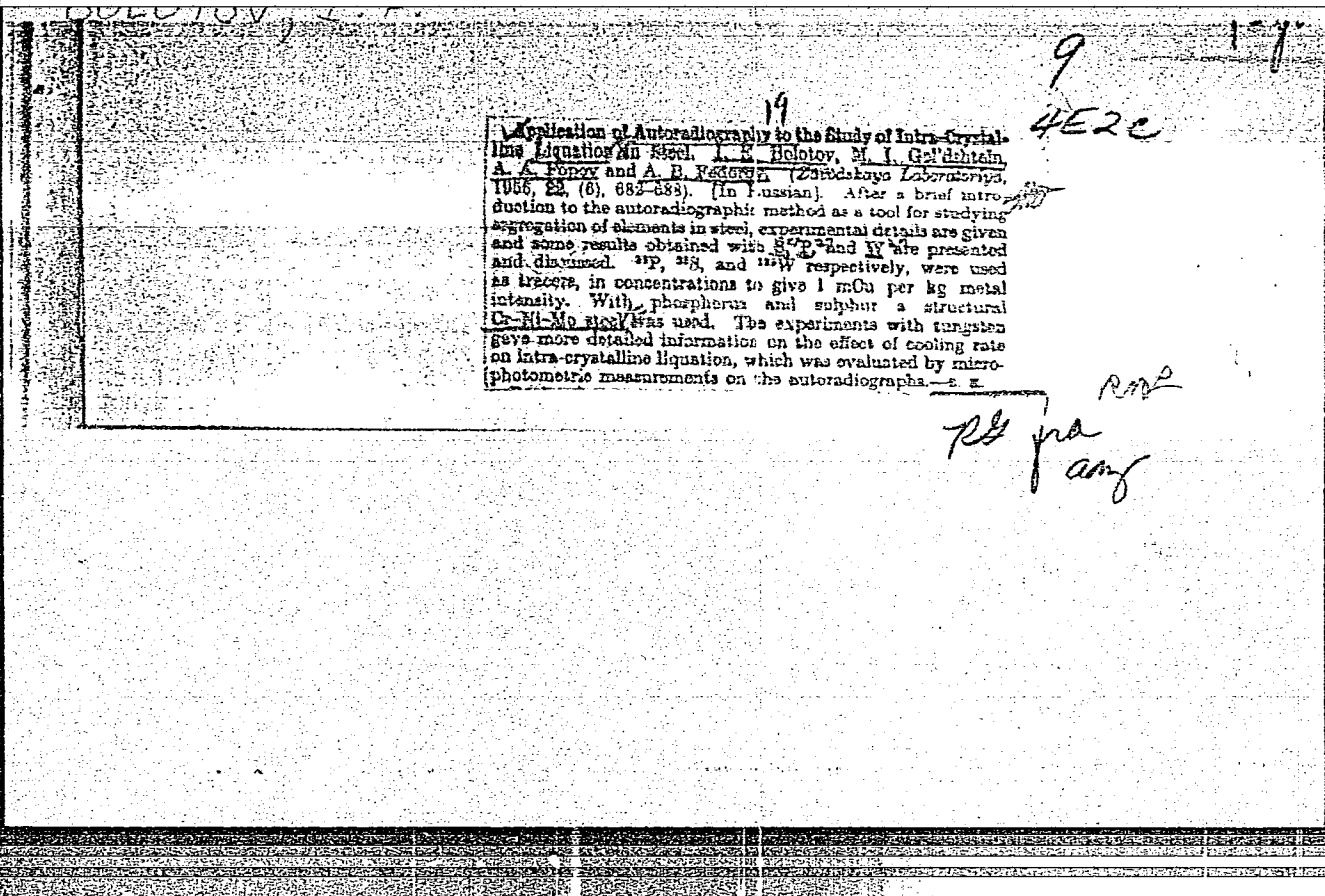 BOLOTOV, I. E.
9
4E2c
19
Application of Autoradiography to the Study of Intra-Crystal-
line Liquation in Steel. I. E. Bolotov, M. I. Gol'dshtein,
A. A. Popov and A. B. (Zavodskaya Laboratoriya,
1956, 22, (6), 682-688). [In Russian]. After a brief intro-
duction to the autoradiographic method as a tool for studying
segregation of elements in steel, experimental details are given
and some results obtained with S, P, and W are presented
and discussed. P, S, and W respectively, were used
as tracers, in concentrations to give 1 mCu per kg metal
intensity. With phosphorus and sulphur a structural
Cr-Ni-Mo steel was used. The experiments with tungsten
gave more detailed information on the effect of cooling rate
on intra-crystalline liquation, which was evaluated by micro-
photometric measurements on the autoradiographs.—